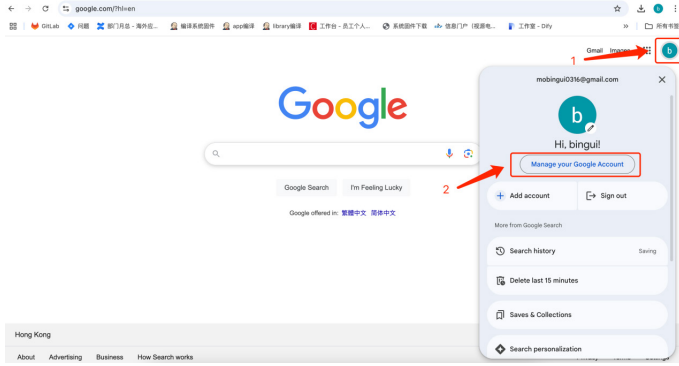 google.com/?hl=en
GitLab 问题 部门月总 - 海外应... 编译系统固件 app编译 library编译 工作台 - 员工个人... 系统固件下载 信息门户（视源电... 工作室 - Dify » 所有书签
Gmail Images b
1
mobingui0316@gmail.com
b
Hi, bingui!
Google
Manage your Google Account
2
Google Search I'm Feeling Lucky
Add account Sign out
Google offered in: 繁體中文 简体中文
More from Google Search
Search history Saving
Delete last 15 minutes
Saves & Collections
Hong Kong
Search personalization
About Advertising Business How Search works